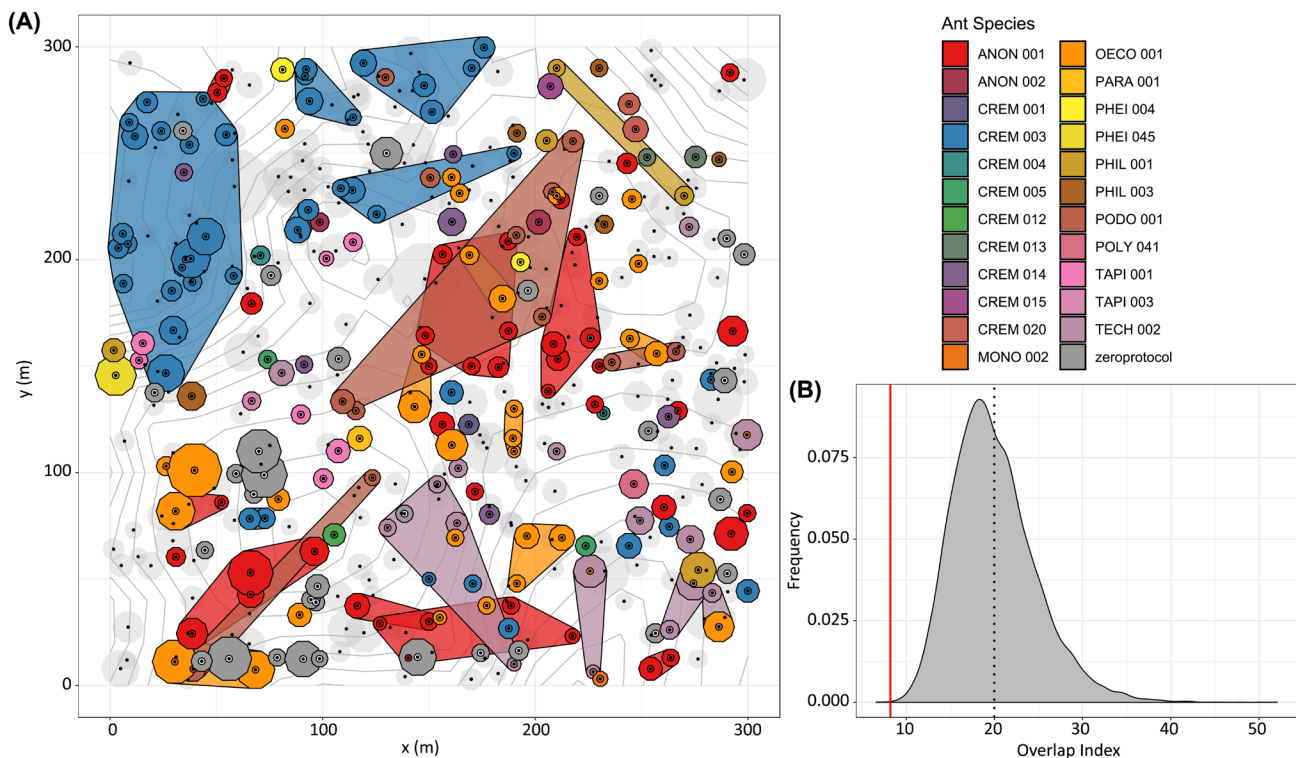 (A)
300
200
100
0
y (m)
0
100
200
300
x (m)
Ant Species
ANON 001
ANON 002
CREM 001
CREM 003
CREM 004
CREM 005
CREM 012
CREM 013
CREM 014
CREM 015
CREM 020
MONO 002
OECO 001
PARA 001
PHEI 004
PHEI 045
PHIL 001
PHIL 003
PODO 001
POLY 041
TAPI 001
TAPI 003
TECH 002
zeroprotocol
(B)
0.075
0.050
0.025
0.000
Frequency
10
20
30
40
50
Overlap Index